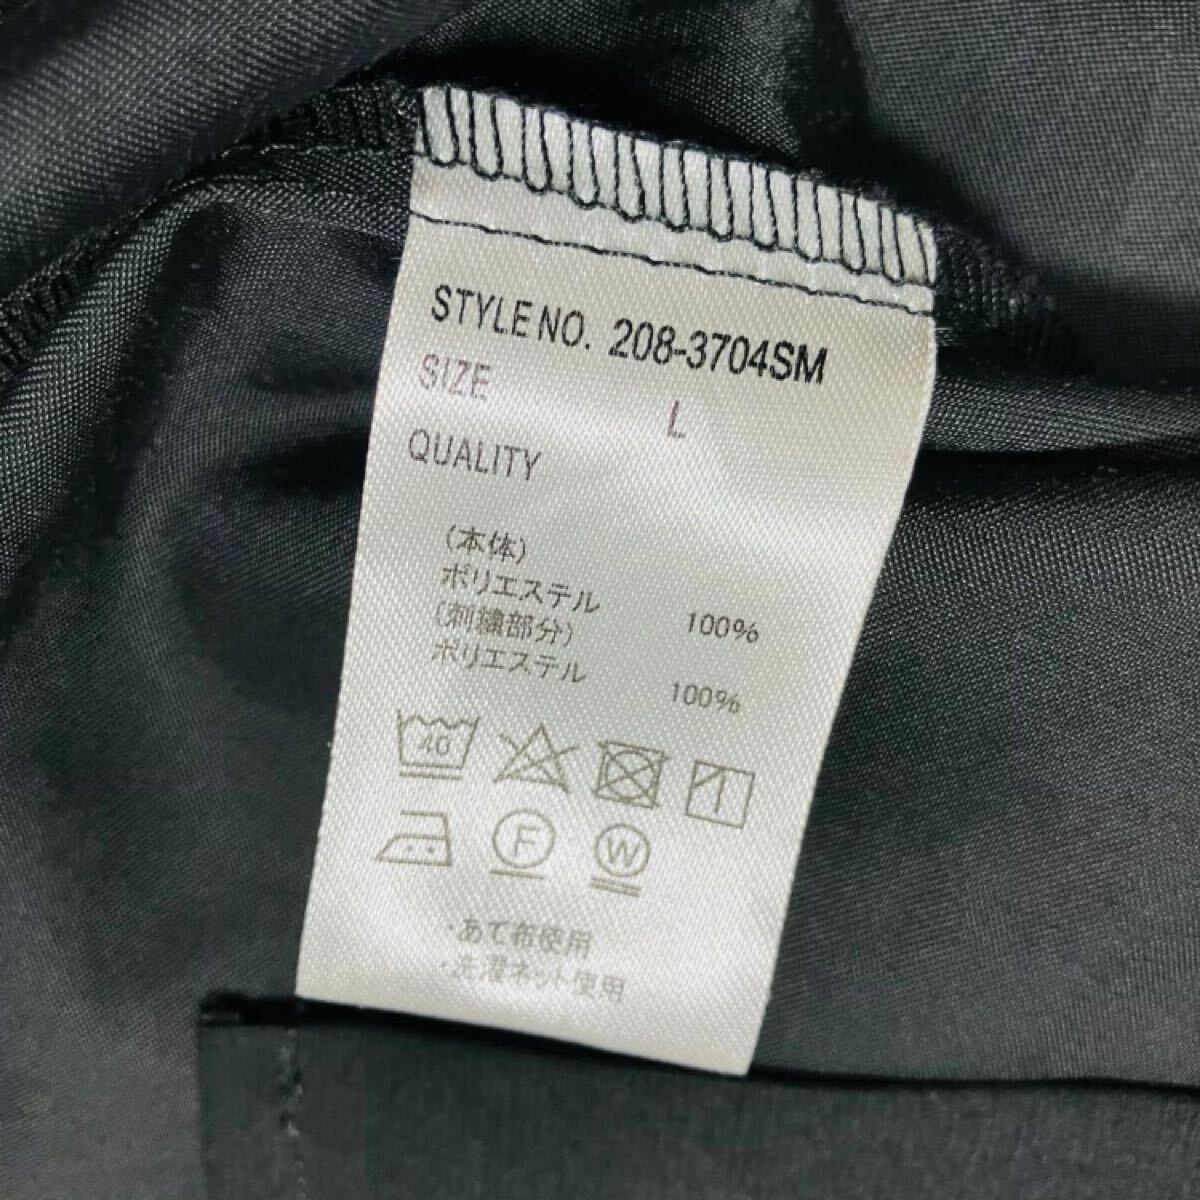 STYLE NO. 208-3704SM
SIZE L
QUALITY
(本体)
ポリエステル 100%
(刺繍部分)
ポリエステル 100%
40
F W
・あて布使用
・洗濯ネット使用